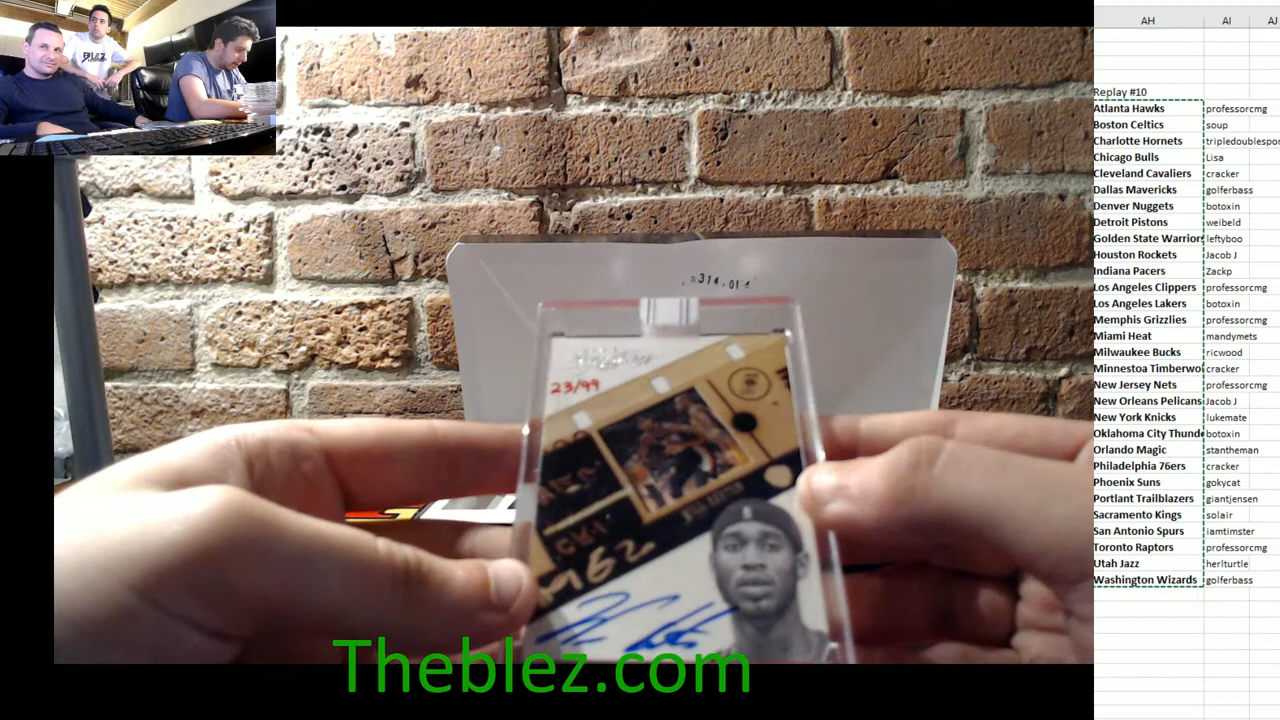 AH AI AJ
Replay #10
Atlanta Hawks professorcmg
Boston Celtics soup
Charlotte Hornets tripledoublespor
Chicago Bulls Lisa
Cleveland Cavaliers cracker
Dallas Mavericks golferbass
Denver Nuggets botoxin
Detroit Pistons weibeld
Golden State Warriors leftyboo
Houston Rockets Jacob J
Indiana Pacers Zackp
Los Angeles Clippers professorcmg
Los Angeles Lakers botoxin
Memphis Grizzlies professorcmg
Miami Heat mandymets
Milwaukee Bucks ricwood
Minnestoa Timberwo cracker
New Jersey Nets professorcmg
New Orleans Pelicans Jacob J
New York Knicks lukemate
Oklahoma City Thund botoxin
Orlando Magic stantheman
Philadelphia 76ers cracker
Phoenix Suns gokycat
Portlant Trailblazers giantjensen
Sacramento Kings solair
San Antonio Spurs iamtimster
Toronto Raptors professorcmg
Utah Jazz herlturtle
Washington Wizards golferbass
BLEZ
23/99
Theblez.com